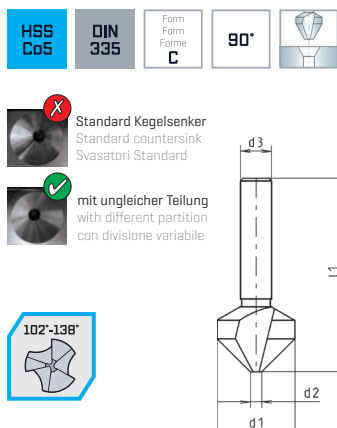 HSS
Co5
DIN
335
Form
Form
Forme
C
90°
Standard Kegelsenker
Standard countersink
Svasatori Standard
mit ungleicher Teilung
with different partition
con divisione variabile
102°-138°
d3
l1
d2
d1